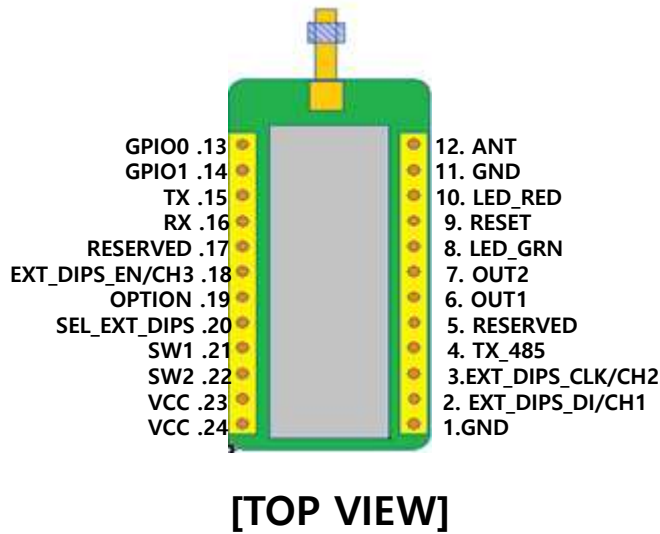 GPIO0 .13
GPIO1 .14
TX .15
RX .16
RESERVED .17
EXT_DIPS_EN/CH3 .18
OPTION .19
SEL_EXT_DIPS .20
SW1 .21
SW2 .22
VCC .23
VCC .24
12. ANT
11. GND
10. LED_RED
9. RESET
8. LED_GRN
7. OUT2
6. OUT1
5. RESERVED
4. TX_485
3.EXT_DIPS_CLK/CH2
2. EXT_DIPS_DI/CH1
1.GND
[TOP VIEW]